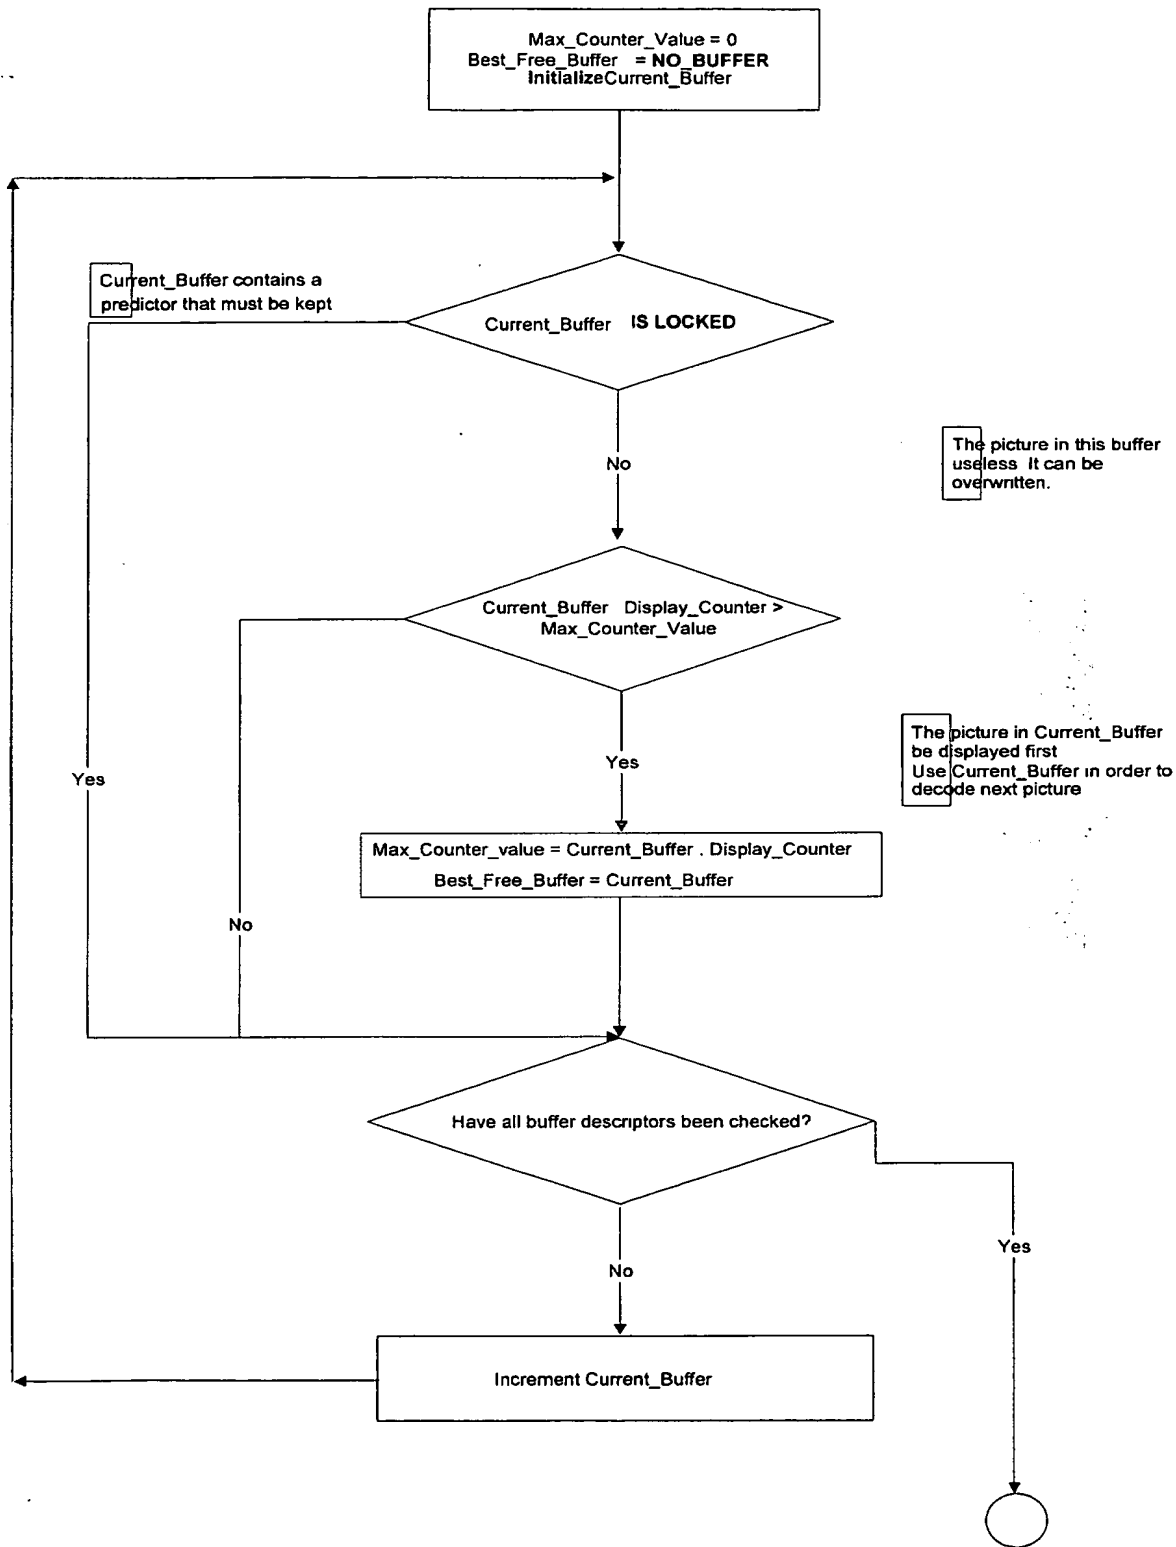 Max_Counter_Value = 0
Best_Free_Buffer = NO_BUFFER
InitializeCurrent_Buffer
Current_Buffer contains a
predictor that must be kept
Current_Buffer IS LOCKED
No
The picture in this buffer
useless It can be
overwritten.
Current_Buffer Display_Counter >
Max_Counter_Value
Yes
Yes
The picture in Current_Buffer
be displayed first
Use Current_Buffer in order to
decode next picture
Max_Counter_value = Current_Buffer . Display_Counter
Best_Free_Buffer = Current_Buffer
No
Have all buffer descriptors been checked?
Yes
No
Increment Current_Buffer